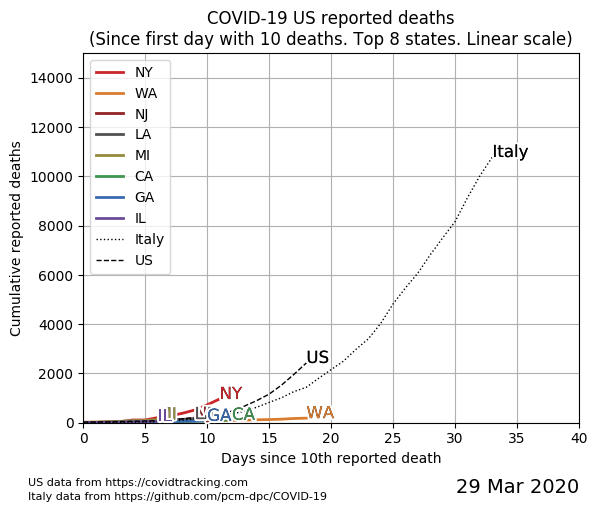 COVID-19 US reported deaths
(Since first day with 10 deaths. Top 8 states. Linear scale)
Cumulative reported deaths
14000
12000
10000
8000
6000
4000
2000
0
NY
WA
NJ
LA
MI
CA
GA
IL
Italy
US
Italy
US
NY
WA
IL
GA
CA
0
5
10
15
20
25
30
35
40
Days since 10th reported death
US data from https://covidtracking.com
Italy data from https://github.com/pcm-dpc/COVID-19
29 Mar 2020